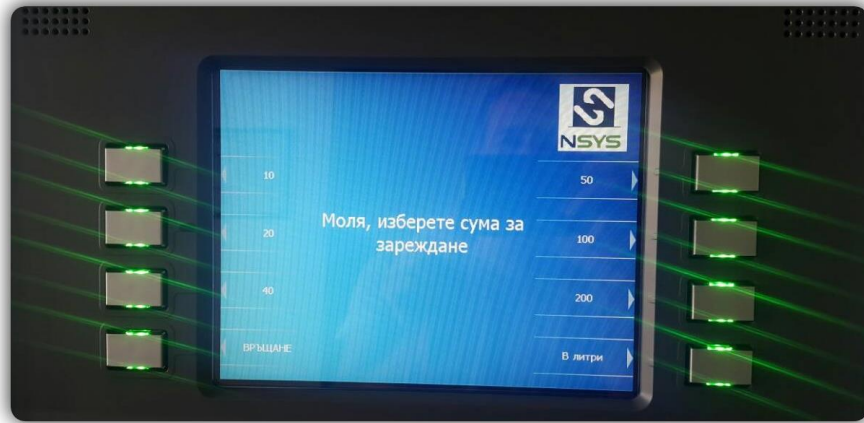 NSYS
10
50
Моля, изберете сума за
зареждане
20
100
40
200
ВРЪЩАНЕ
В литри